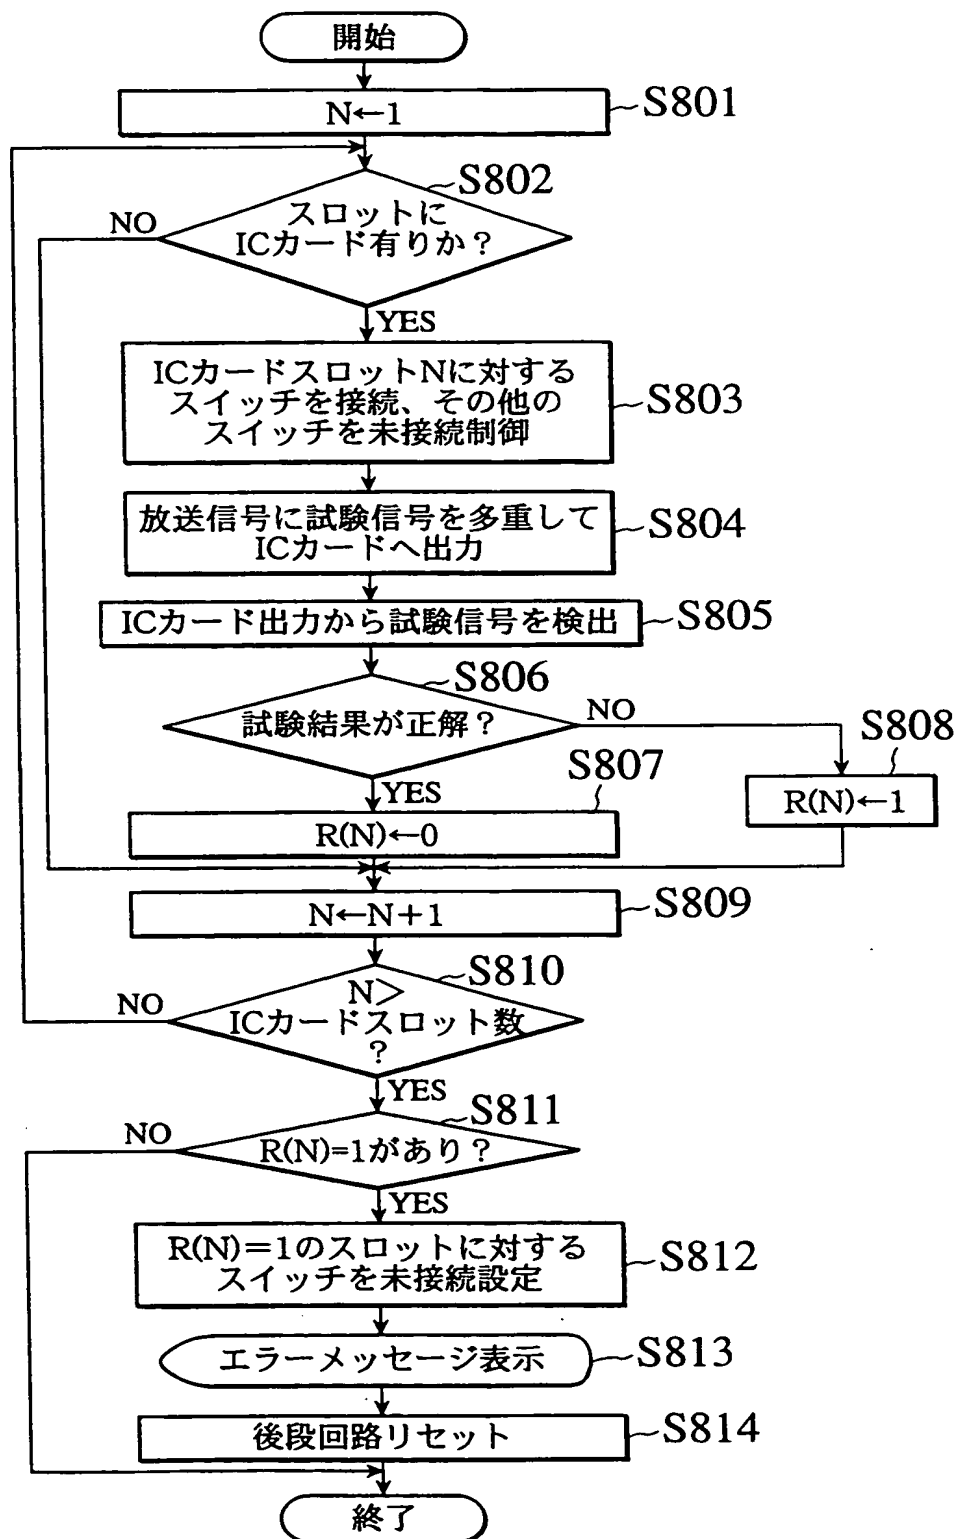 開始
N←1
S801
S802
スロットに
ICカード有りか？
NO
YES
ICカードスロットNに対する
スイッチを接続、その他の
スイッチを未接続制御
S803
放送信号に試験信号を多重して
ICカードへ出力
S804
ICカード出力から試験信号を検出
S805
S806
試験結果が正解？
NO
YES
S807
R(N)←0
S808
R(N)←1
N←N＋1
S809
S810
N＞
ICカードスロット数
？
NO
YES
S811
R(N)=1があり？
NO
YES
R(N)＝1のスロットに対する
スイッチを未接続設定
S812
エラーメッセージ表示
S813
後段回路リセット
S814
終了